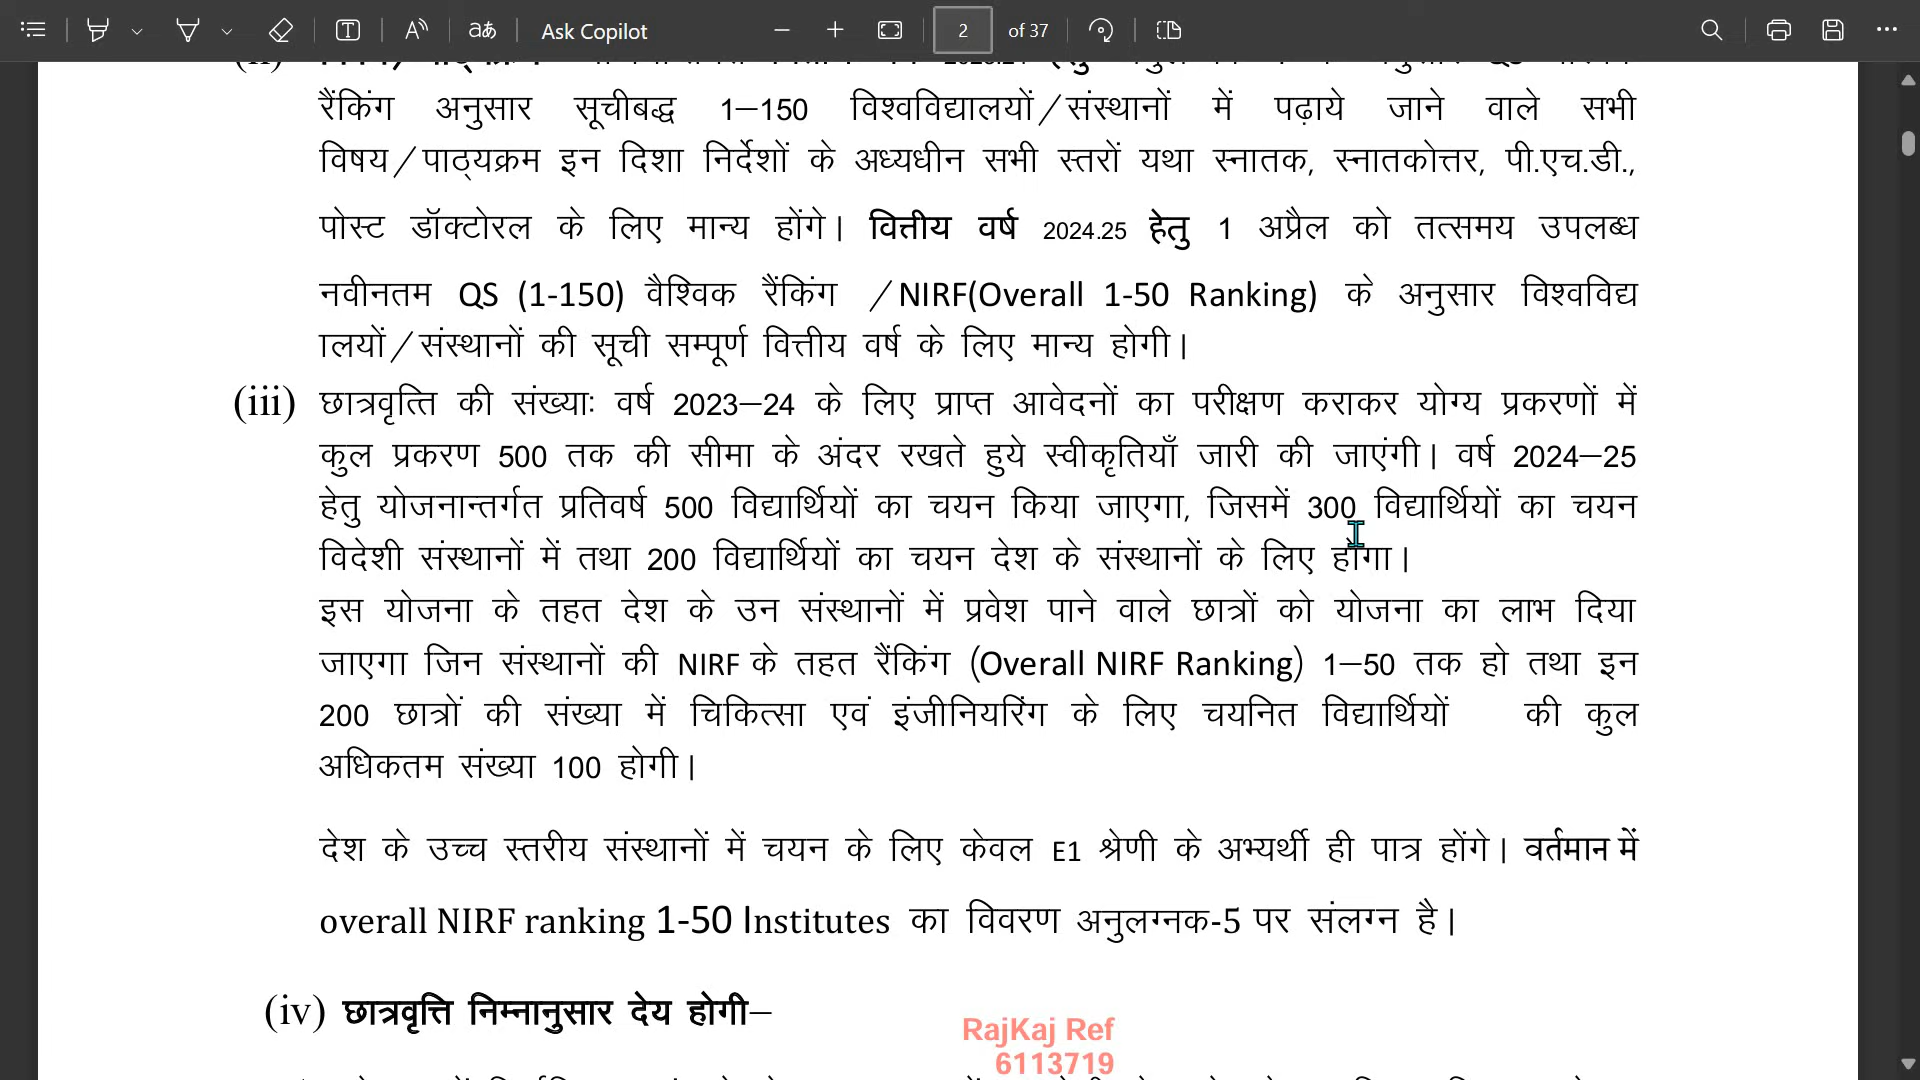 Ask Copilot
2 of 37
रैंकिंग अनुसार सूचीबद्ध 1–150 विश्वविद्यालयों/संस्थानों में पढ़ाये जाने वाले सभी
विषय/पाठ्यक्रम इन दिशा निर्देशों के अध्यधीन सभी स्तरों यथा स्नातक, स्नातकोत्तर, पी.एच.डी.,
पोस्ट डॉक्टोरल के लिए मान्य होंगे। वित्तीय वर्ष 2024.25 हेतु 1 अप्रैल को तत्समय उपलब्ध
नवीनतम QS (1-150) वैश्विक रैंकिंग /NIRF(Overall 1-50 Ranking) के अनुसार विश्वविद्य
ालयों/संस्थानों की सूची सम्पूर्ण वित्तीय वर्ष के लिए मान्य होगी।
(iii) छात्रवृत्ति की संख्याः वर्ष 2023–24 के लिए प्राप्त आवेदनों का परीक्षण कराकर योग्य प्रकरणों में
कुल प्रकरण 500 तक की सीमा के अंदर रखते हुये स्वीकृतियाँ जारी की जाएंगी। वर्ष 2024–25
हेतु योजनान्तर्गत प्रतिवर्ष 500 विद्यार्थियों का चयन किया जाएगा, जिसमें 300 विद्यार्थियों का चयन
विदेशी संस्थानों में तथा 200 विद्यार्थियों का चयन देश के संस्थानों के लिए होगा।
इस योजना के तहत देश के उन संस्थानों में प्रवेश पाने वाले छात्रों को योजना का लाभ दिया
जाएगा जिन संस्थानों की NIRF के तहत रैंकिंग (Overall NIRF Ranking) 1–50 तक हो तथा इन
200 छात्रों की संख्या में चिकित्सा एवं इंजीनियरिंग के लिए चयनित विद्यार्थियों की कुल
अधिकतम संख्या 100 होगी।
देश के उच्च स्तरीय संस्थानों में चयन के लिए केवल E1 श्रेणी के अभ्यर्थी ही पात्र होंगे। वर्तमान में
overall NIRF ranking 1-50 Institutes का विवरण अनुलग्नक-5 पर संलग्न है।
(iv) छात्रवृत्ति निम्नानुसार देय होगी–
RajKaj Ref
6113719